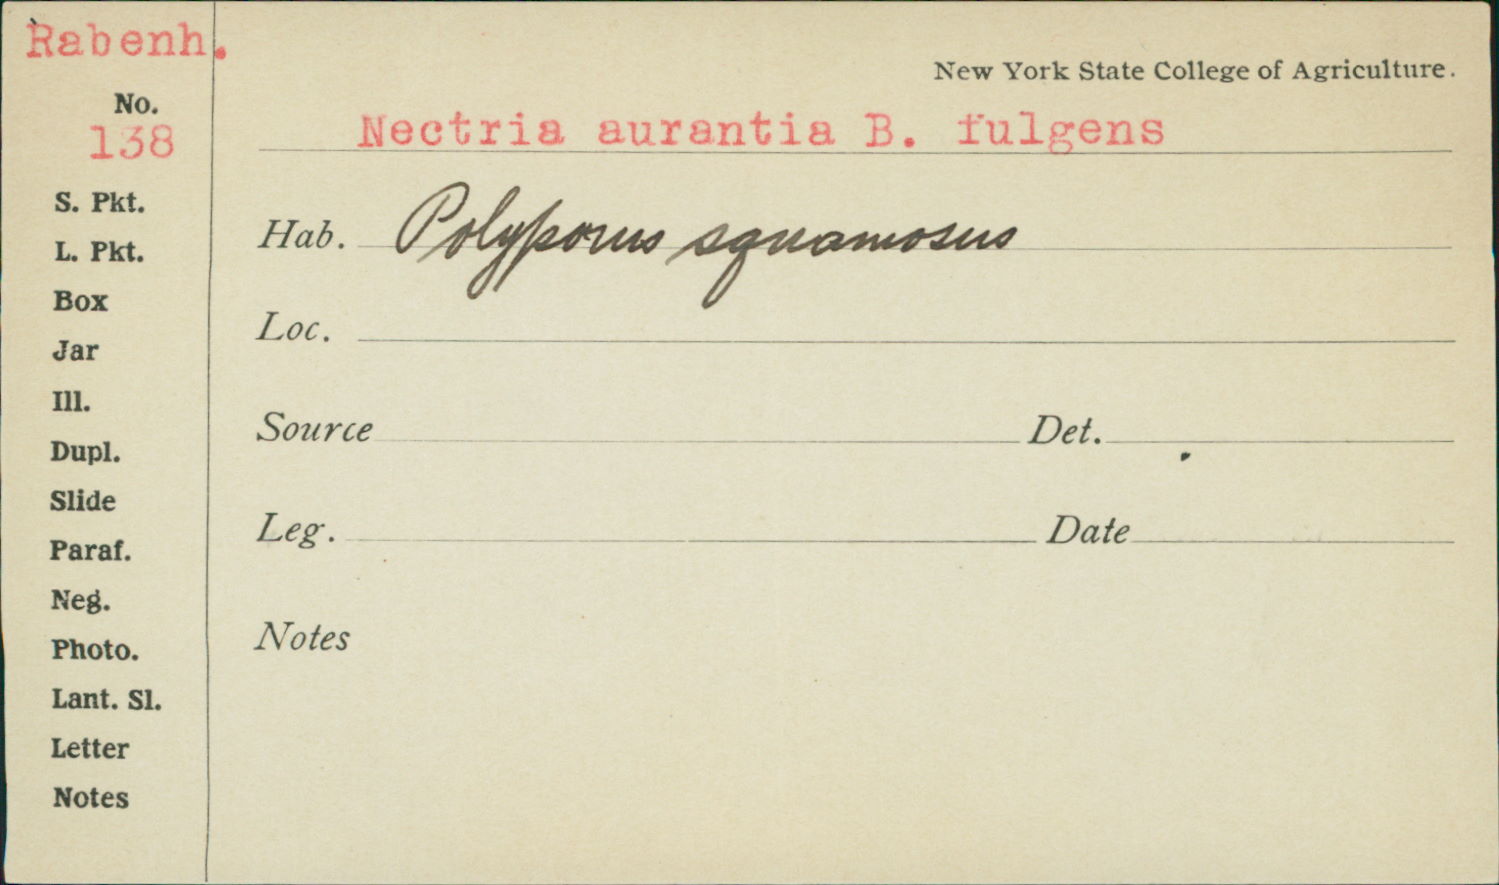 Rabenh.
New York State College of Agriculture.
No.
138
Nectria aurantia B. fulgens
S. Pkt.
Hab. Polyporus squamosus
L. Pkt.
Box
Loc.
Jar
Ill.
Source Det.
Dupl.
Slide
Leg. Date
Paraf.
Neg.
Notes
Photo.
Lant. Sl.
Letter
Notes